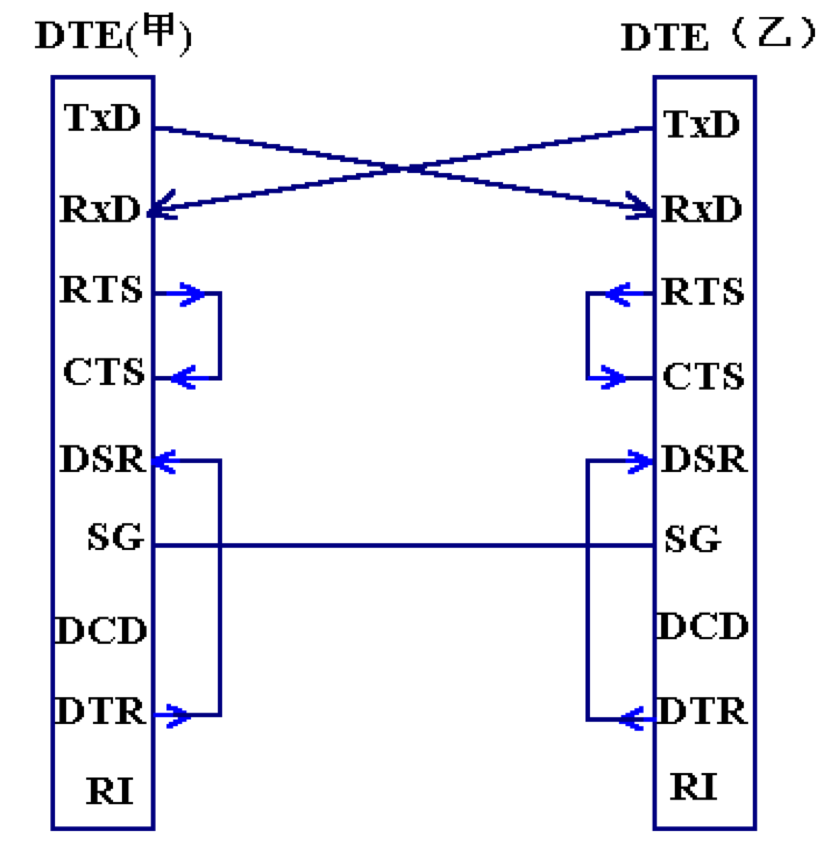 DTE(甲)
DTE（乙）
TxD
TxD
RxD
RxD
RTS
RTS
CTS
CTS
DSR
DSR
SG
SG
DCD
DCD
DTR
DTR
RI
RI